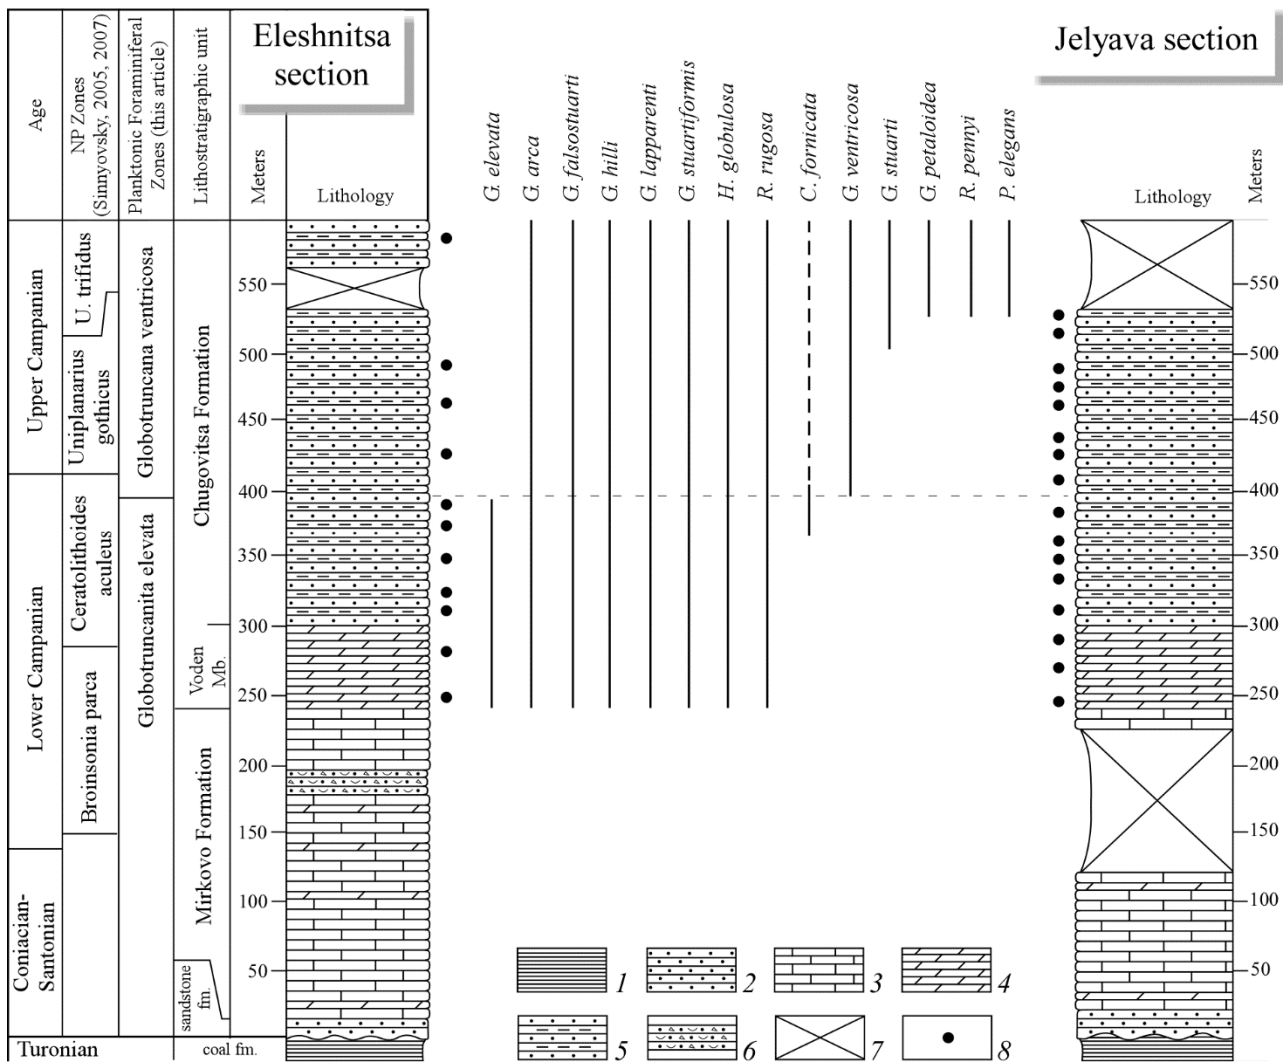 Eleshnitsa
section
Jelyava section
Age
NP Zones
(Sinnyovsky, 2005, 2007)
Planktonic Foraminiferal
Zones (this article)
Lithostratigraphic unit
Meters
Lithology
G. elevata
G. arca
G. falsostuarti
G. hilli
G. lapparenti
G. stuartiformis
H. globulosa
R. rugosa
C. fornicata
G. ventricosa
G. stuarti
G. petaloidea
R. pennyi
P. elegans
Lithology
Meters
Upper Campanian
Lower Campanian
Coniacian-
Santonian
Turonian
U. trifidus
Uniplanarius
gothicus
Ceratolithoides
aculeus
Broinsonia parca
Globotruncana ventricosa
Globotruncanita elevata
Chugovitsa Formation
Voden
Mb.
Mirkovo Formation
sandstone
fm.
coal fm.
550
500
450
400
350
300
250
200
150
100
50
550
500
450
400
350
300
250
200
150
100
50
1
2
3
4
5
6
7
8